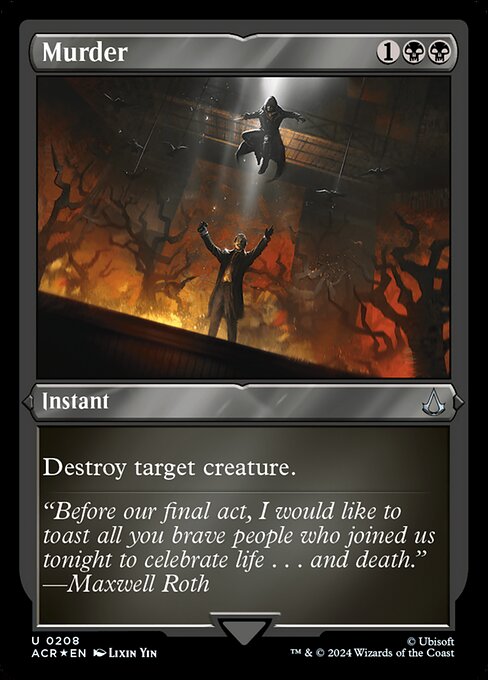 Murder 1
Instant
Destroy target creature.
“Before our final act, I would like to
toast all you brave people who joined us
tonight to celebrate life . . . and death.”
—Maxwell Roth
U 0208
ACR★EN Lixin Yin
© Ubisoft
™ & © 2024 Wizards of the Coast